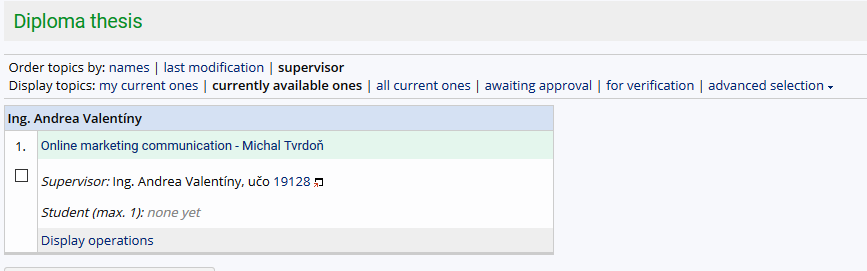 Diploma thesis
Order topics by: names | last modification | supervisor
Display topics: my current ones | currently available ones | all current ones | awaiting approval | for verification | advanced selection
Ing. Andrea Valentíny
1. Online marketing communication - Michal Tvrdoň
Supervisor: Ing. Andrea Valentíny, učo 19128
Student (max. 1): none yet
Display operations